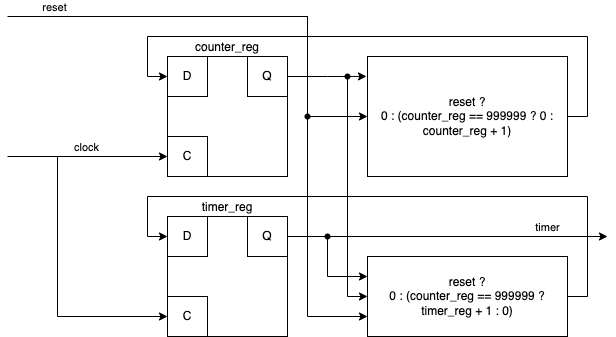 reset
counter_reg
D
Q
reset ?
0 : (counter_reg == 999999 ? 0 :
counter_reg + 1)
clock
C
timer_reg
D
Q
timer
reset ?
0 : (counter_reg == 999999 ?
timer_reg + 1 : 0)
C